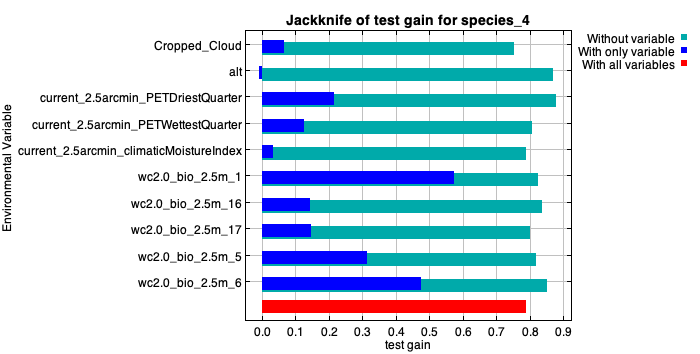 Jackknife of test gain for species_4
Without variable
With only variable
With all variables
Environmental Variable
Cropped_Cloud
alt
current_2.5arcmin_PETDriestQuarter
current_2.5arcmin_PETWettestQuarter
current_2.5arcmin_climaticMoistureIndex
wc2.0_bio_2.5m_1
wc2.0_bio_2.5m_16
wc2.0_bio_2.5m_17
wc2.0_bio_2.5m_5
wc2.0_bio_2.5m_6
0.0 0.1 0.2 0.3 0.4 0.5 0.6 0.7 0.8 0.9
test gain